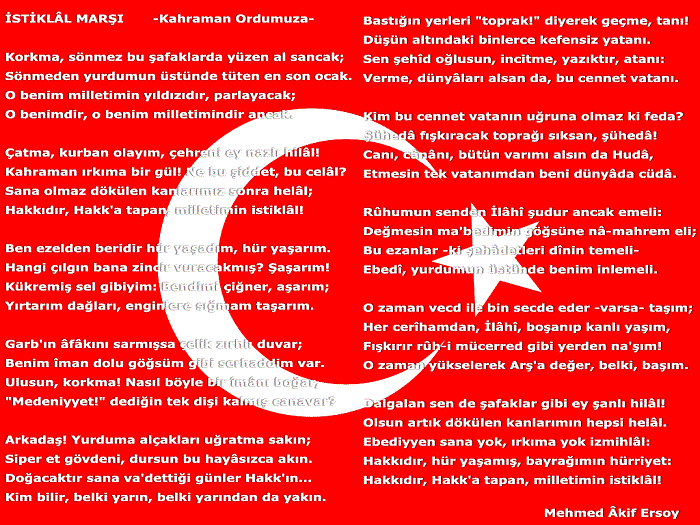 İSTİKLÂL MARŞI -Kahraman Ordumuza-
Korkma, sönmez bu şafaklarda yüzen al sancak;
Sönmeden yurdumun üstünde tüten en son ocak.
O benim milletimin yıldızıdır, parlayacak;
O benimdir, o benim milletimindir ancak.
Çatma, kurban olayım, çehreni ey nazlı hilâl!
Kahraman ırkıma bir gül! Ne bu şiddet, bu celâl?
Sana olmaz dökülen kanlarımız sonra helâl;
Hakkıdır, Hakk'a tapan, milletimin istiklâl!
Ben ezelden beridir hür yaşadım, hür yaşarım.
Hangi çılgın bana zincir vuracakmış? Şaşarım!
Kükremiş sel gibiyim: Bendimi çiğner, aşarım;
Yırtarım dağları, enginlere sığmam taşarım.
Garb'ın âfâkını sarmışsa çelik zırhlı duvar;
Benim îman dolu göğsüm gibi serhaddim var.
Ulusun, korkma! Nasıl böyle bir îmânı boğar,
"Medeniyyet!" dediğin tek dişi kalmış canavar?
Arkadaş! Yurduma alçakları uğratma sakın;
Siper et gövdeni, dursun bu hayâsızca akın.
Doğacaktır sana va'dettiği günler Hakk'ın...
Kim bilir, belki yarın, belki yarından da yakın.
Bastığın yerleri "toprak!" diyerek geçme, tanı!
Düşün altındaki binlerce kefensiz yatanı.
Sen şehîd oğlusun, incitme, yazıktır, atanı:
Verme, dünyâları alsan da, bu cennet vatanı.
Kim bu cennet vatanın uğruna olmaz ki feda?
Şühedâ fışkıracak toprağı sıksan, şühedâ!
Canı, cânânı, bütün varımı alsın da Hudâ,
Etmesin tek vatanımdan beni dünyâda cüdâ.
Rûhumun senden İlâhî şudur ancak emeli:
Değmesin ma'bedimin göğsüne nâ-mahrem eli;
Bu ezanlar -ki şehâdetleri dînin temeli-
Ebedî, yurdumun üstünde benim inlemeli.
O zaman vecd ile bin secde eder -varsa- taşım;
Her cerîhamdan, İlâhî, boşanıp kanlı yaşım,
Fışkırır rûh-i mücerred gibi yerden na'şım!
O zaman yükselerek Arş'a değer, belki, başım.
Dalgalan sen de şafaklar gibi ey şanlı hilâl!
Olsun artık dökülen kanlarımın hepsi helâl.
Ebediyyen sana yok, ırkıma yok izmihlâl:
Hakkıdır, hür yaşamış, bayrağımın hürriyet:
Hakkıdır, Hakk'a tapan, milletimin istiklâl!
Mehmed Âkif Ersoy